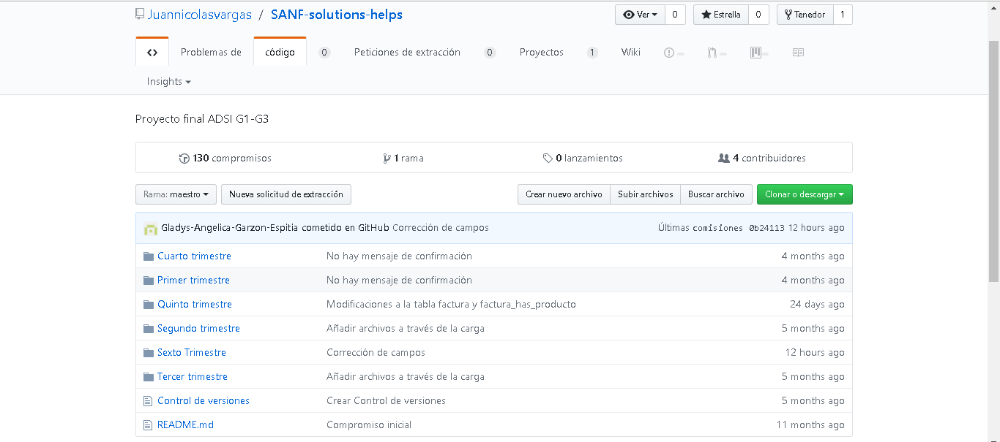 Juannicolasvargas / SANF-solutions-helps
Ver 0 Estrella 0 Tenedor 1
<> Problemas de código 0 Peticiones de extracción 0 Proyectos 1 Wiki
Insights
Proyecto final ADSI G1-G3
130 compromisos 1 rama 0 lanzamientos 4 contribuidores
Rama: maestro Nueva solicitud de extracción Crear nuevo archivo Subir archivos Buscar archivo Clonar o descargar
Gladys-Angelica-Garzon-Espitia cometido en GitHub Corrección de campos Últimas comisiones 0b24113 12 hours ago
Cuarto trimestre No hay mensaje de confirmación 4 months ago
Primer trimestre No hay mensaje de confirmación 4 months ago
Quinto trimestre Modificaciones a la tabla factura y factura_has_producto 24 days ago
Segundo trimestre Añadir archivos a través de la carga 5 months ago
Sexto Trimestre Corrección de campos 12 hours ago
Tercer trimestre Añadir archivos a través de la carga 5 months ago
Control de versiones Crear Control de versiones 5 months ago
README.md Compromiso inicial 11 months ago